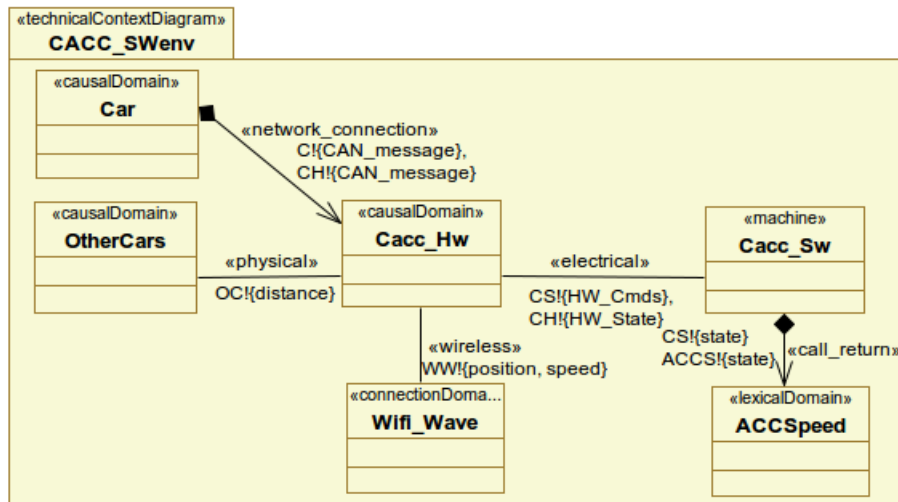 «technicalContextDiagram»
CACC_SWenv
«causalDomain»
Car
«network_connection»
C!{CAN_message},
CH!{CAN_message}
«causalDomain»
OtherCars
«physical»
OC!{distance}
«causalDomain»
Cacc_Hw
«electrical»
CS!{HW_Cmds},
CH!{HW_State}
«machine»
Cacc_Sw
CS!{state}
ACCS!{state}
«call_return»
«wireless»
WW!{position, speed}
«connectionDoma...
Wifi_Wave
«lexicalDomain»
ACCSpeed